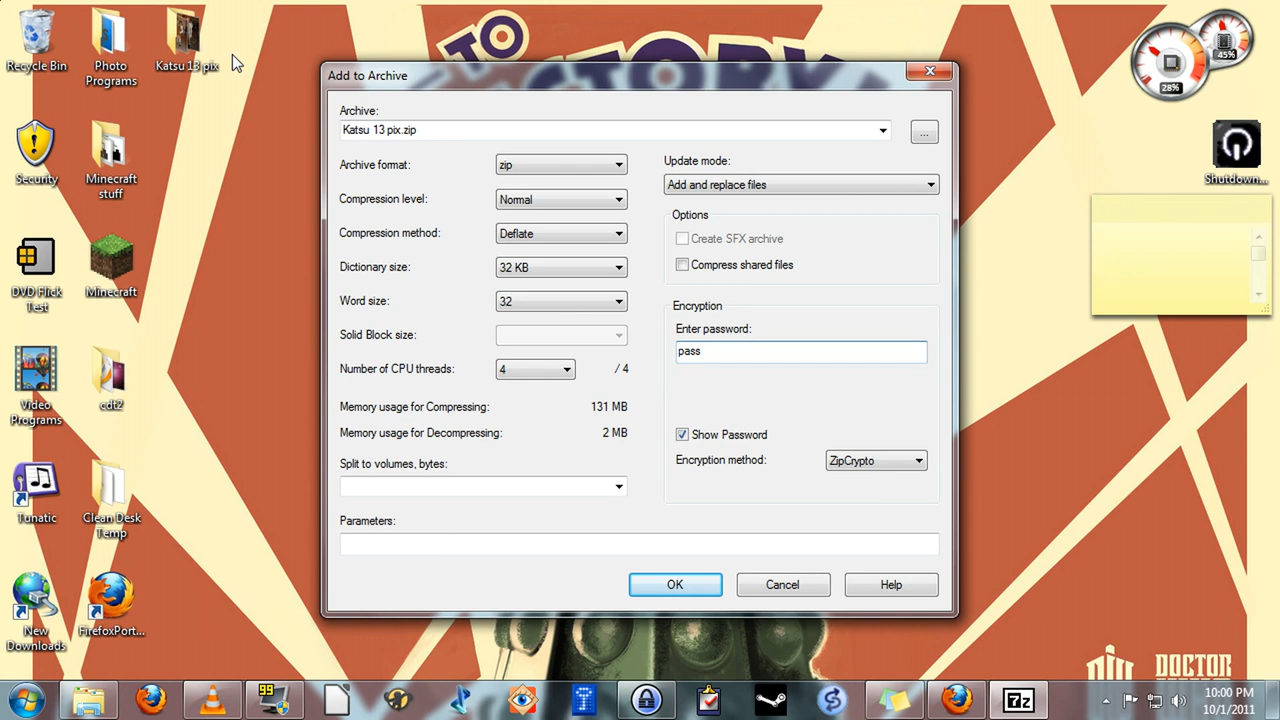 TO
Recycle Bin
Photo
Programs
Katsu 13 pix
Security
Minecraft
stuff
DVD Flick
Test
Minecraft
Video
Programs
cdt2
Tunatic
Clean Desk
Temp
New
Downloads
FirefoxPort...
Add to Archive
Archive:
Katsu 13 pix.zip
...
Archive format:
zip
Compression level:
Normal
Compression method:
Deflate
Dictionary size:
32 KB
Word size:
32
Solid Block size:
Number of CPU threads:
4
/ 4
Memory usage for Compressing:
131 MB
Memory usage for Decompressing:
2 MB
Split to volumes, bytes:
Parameters:
Update mode:
Add and replace files
Options
Create SFX archive
Compress shared files
Encryption
Enter password:
pass
Show Password
Encryption method:
ZipCrypto
OK
Cancel
Help
45%
28%
Shutdown...
DOCTOR
99
7z
10:00 PM
10/1/2011